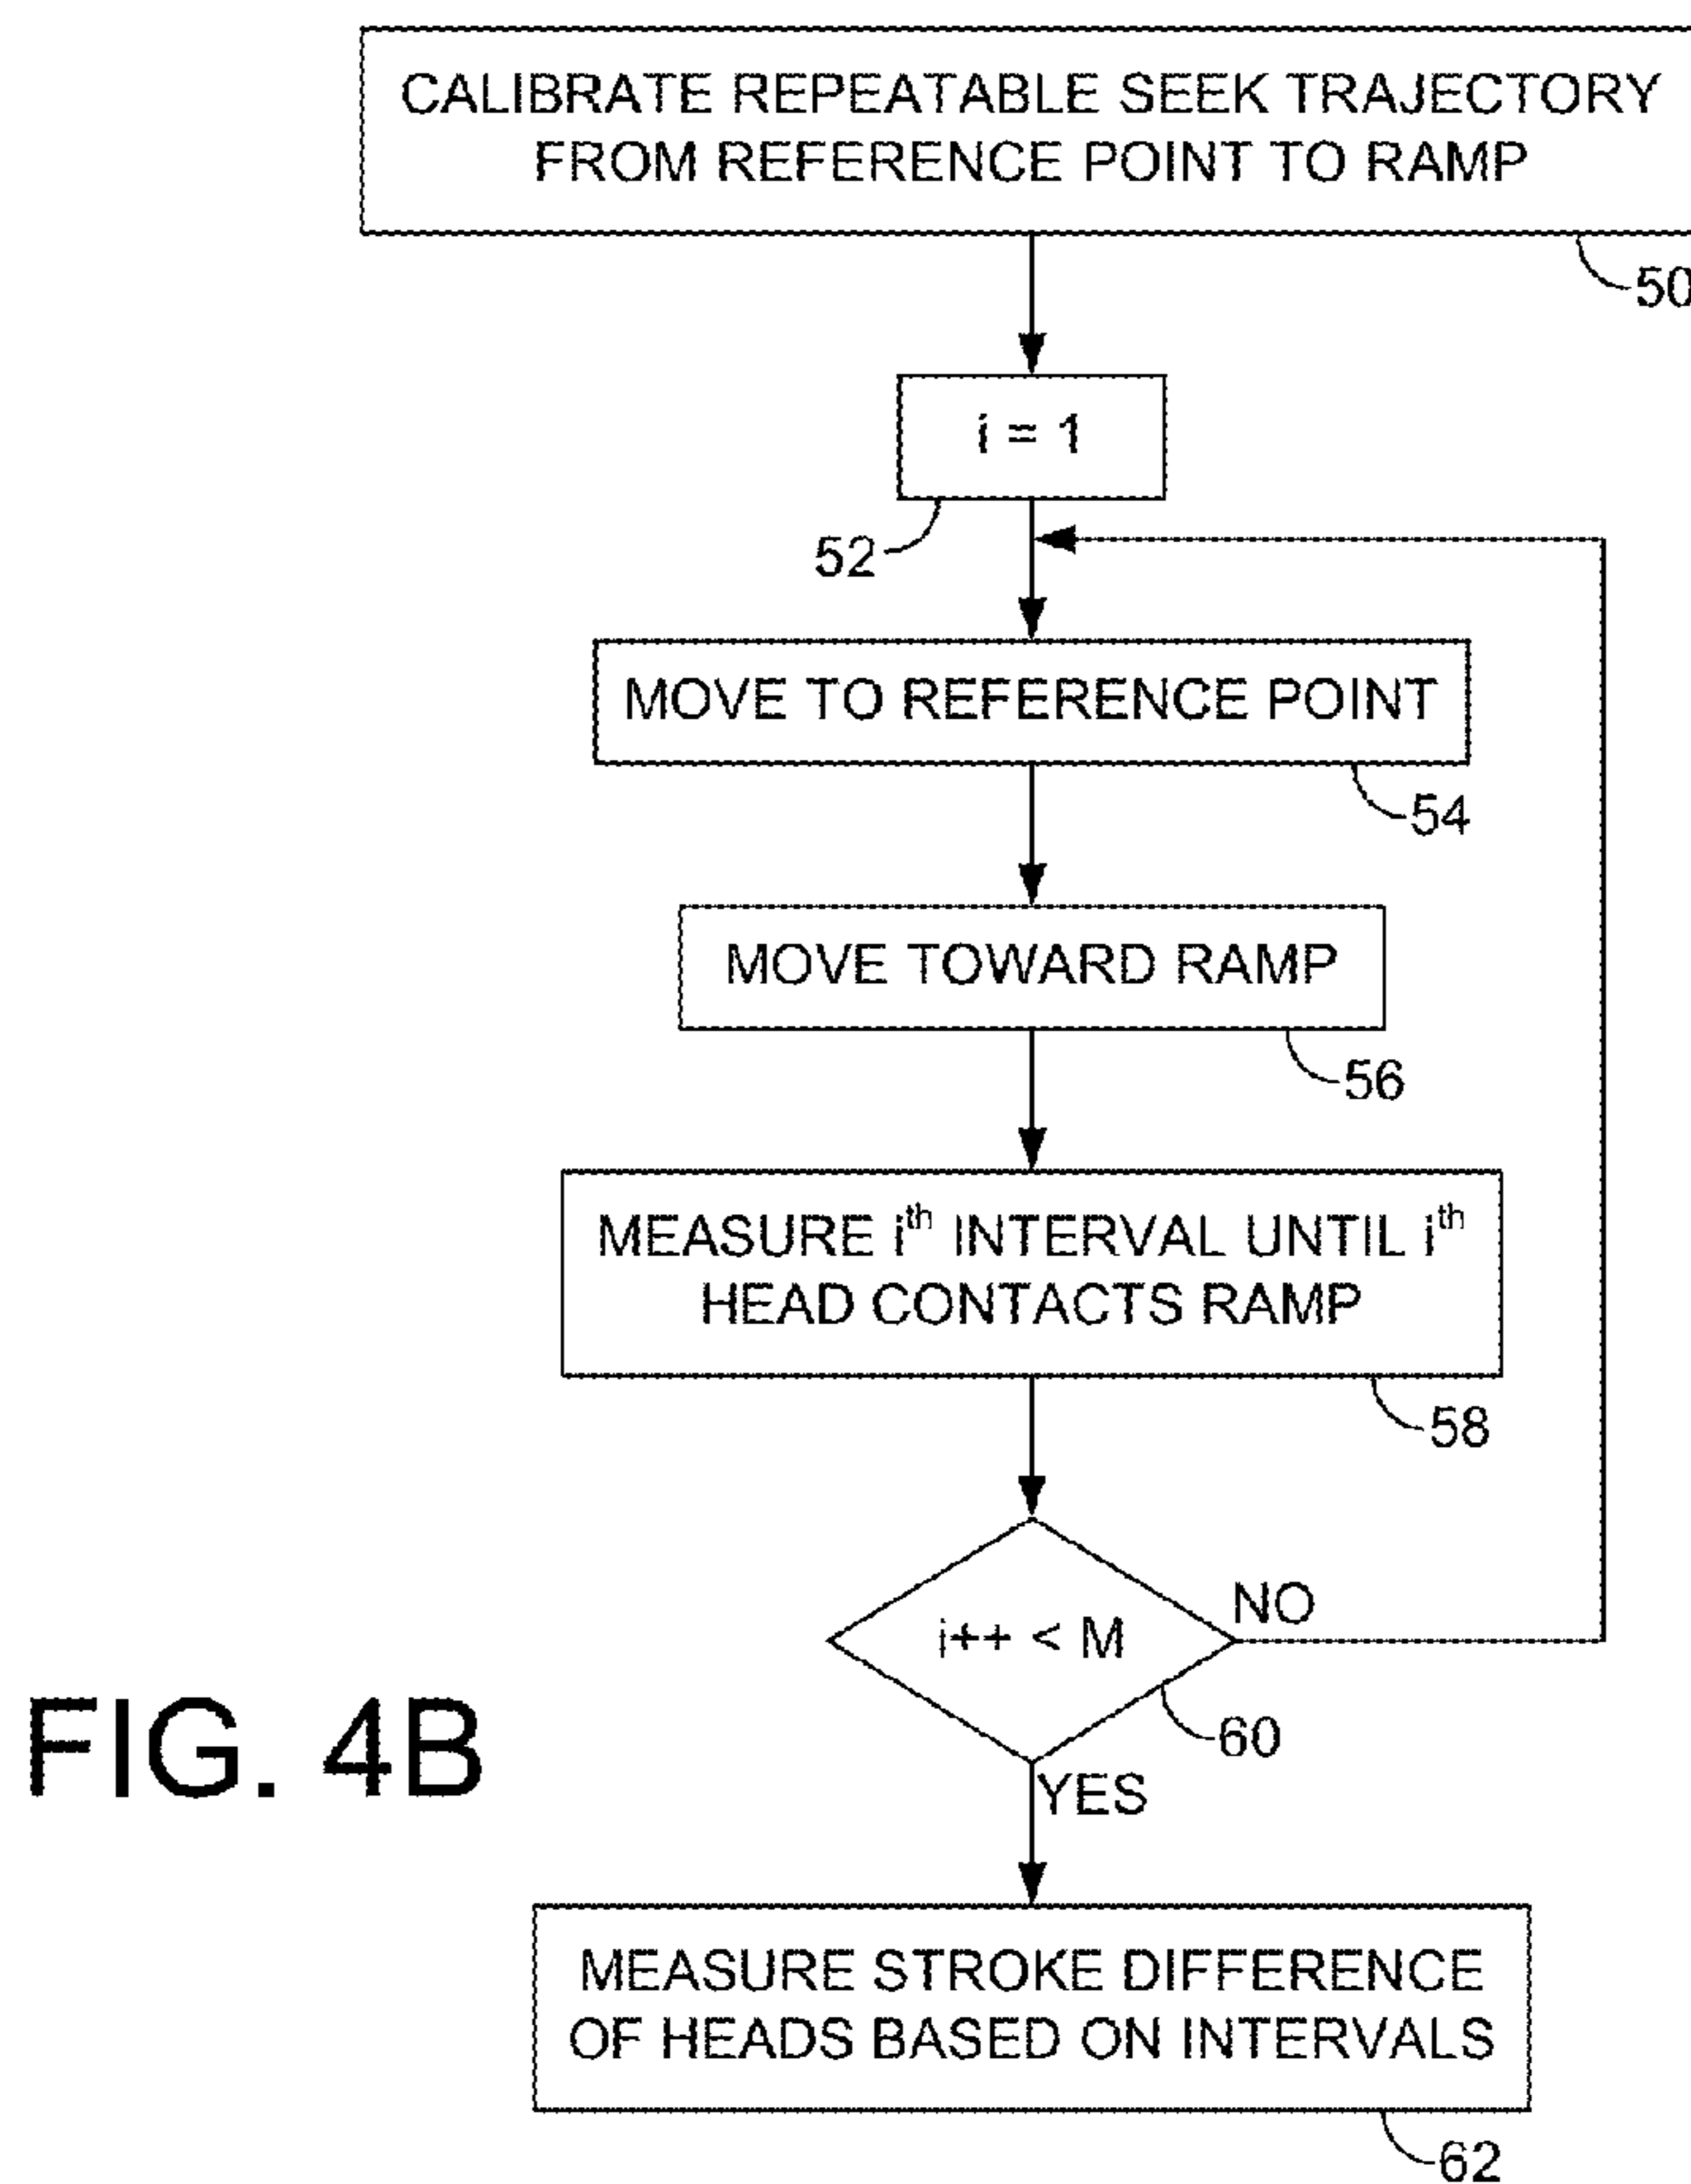 CALIBRATE REPEATABLE SEEK TRAJECTORY
FROM REFERENCE POINT TO RAMP
50
i = 1
52
MOVE TO REFERENCE POINT
54
MOVE TOWARD RAMP
56
MEASURE i^th INTERVAL UNTIL i^th
HEAD CONTACTS RAMP
58
i++ < M
NO
60
YES
FIG. 4B
MEASURE STROKE DIFFERENCE
OF HEADS BASED ON INTERVALS
62